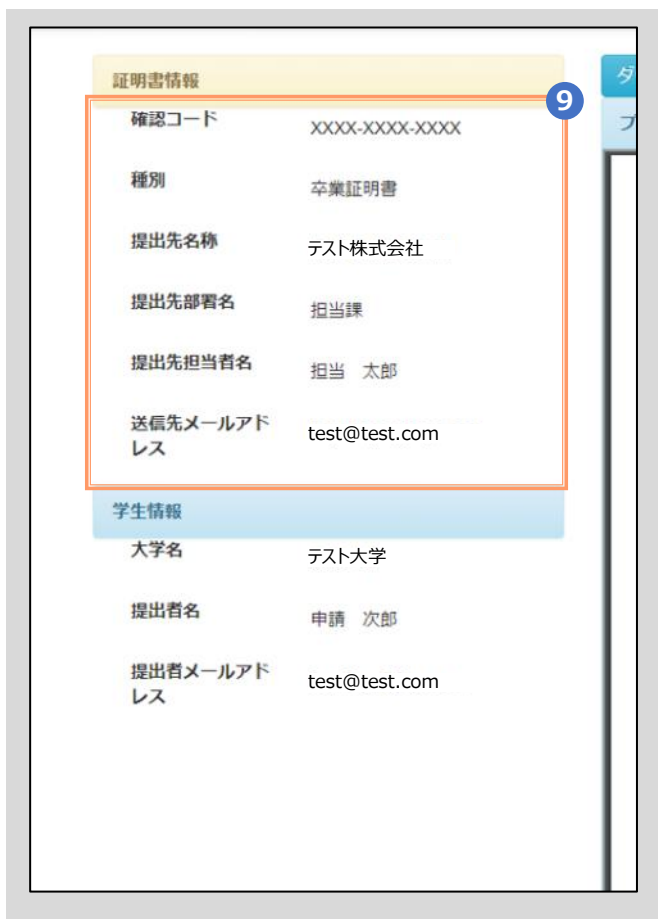 証明書情報
9
ダ
確認コード XXXX-XXXX-XXXX
プ
種別 卒業証明書
提出先名称 テスト株式会社
提出先部署名 担当課
提出先担当者名 担当　太郎
送信先メールアド test@test.com
レス
学生情報
大学名 テスト大学
提出者名 申請　次郎
提出者メールアド test@test.com
レス